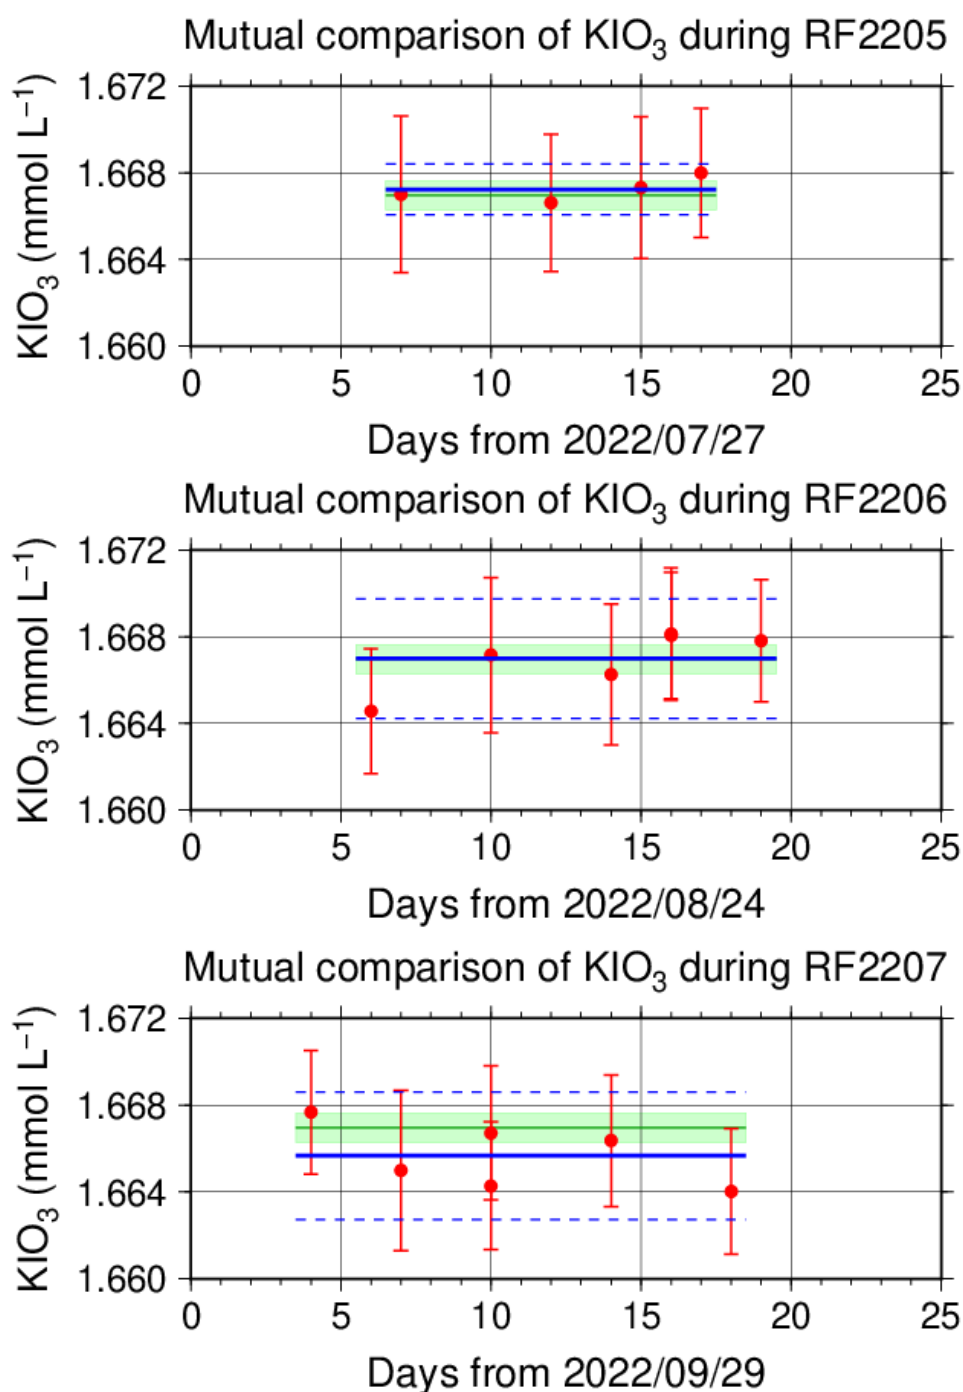 Mutual comparison of KIO₃ during RF2205
KIO₃ (mmol L⁻¹)
1.672
1.668
1.664
1.660
0 5 10 15 20 25
Days from 2022/07/27
Mutual comparison of KIO₃ during RF2206
KIO₃ (mmol L⁻¹)
1.672
1.668
1.664
1.660
0 5 10 15 20 25
Days from 2022/08/24
Mutual comparison of KIO₃ during RF2207
KIO₃ (mmol L⁻¹)
1.672
1.668
1.664
1.660
0 5 10 15 20 25
Days from 2022/09/29